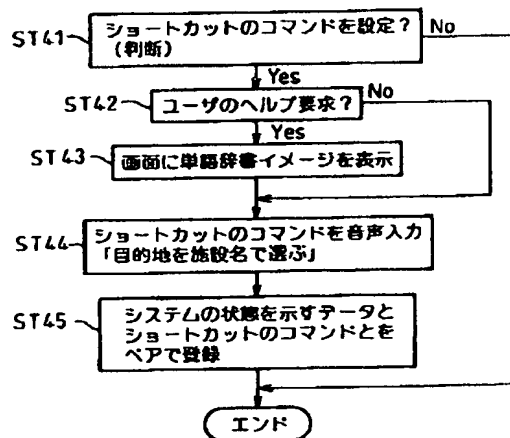 ST41
ショートカットのコマンドを設定？
(判断)
No
Yes
ST42
ユーザのヘルプ要求？
No
Yes
ST43
画面に単語辞書イメージを表示
ST44
ショートカットのコマンドを音声入力
「目的地を施設名で選ぶ」
ST45
システムの状態を示すデータと
ショートカットのコマンドとを
ペアで登録
エンド